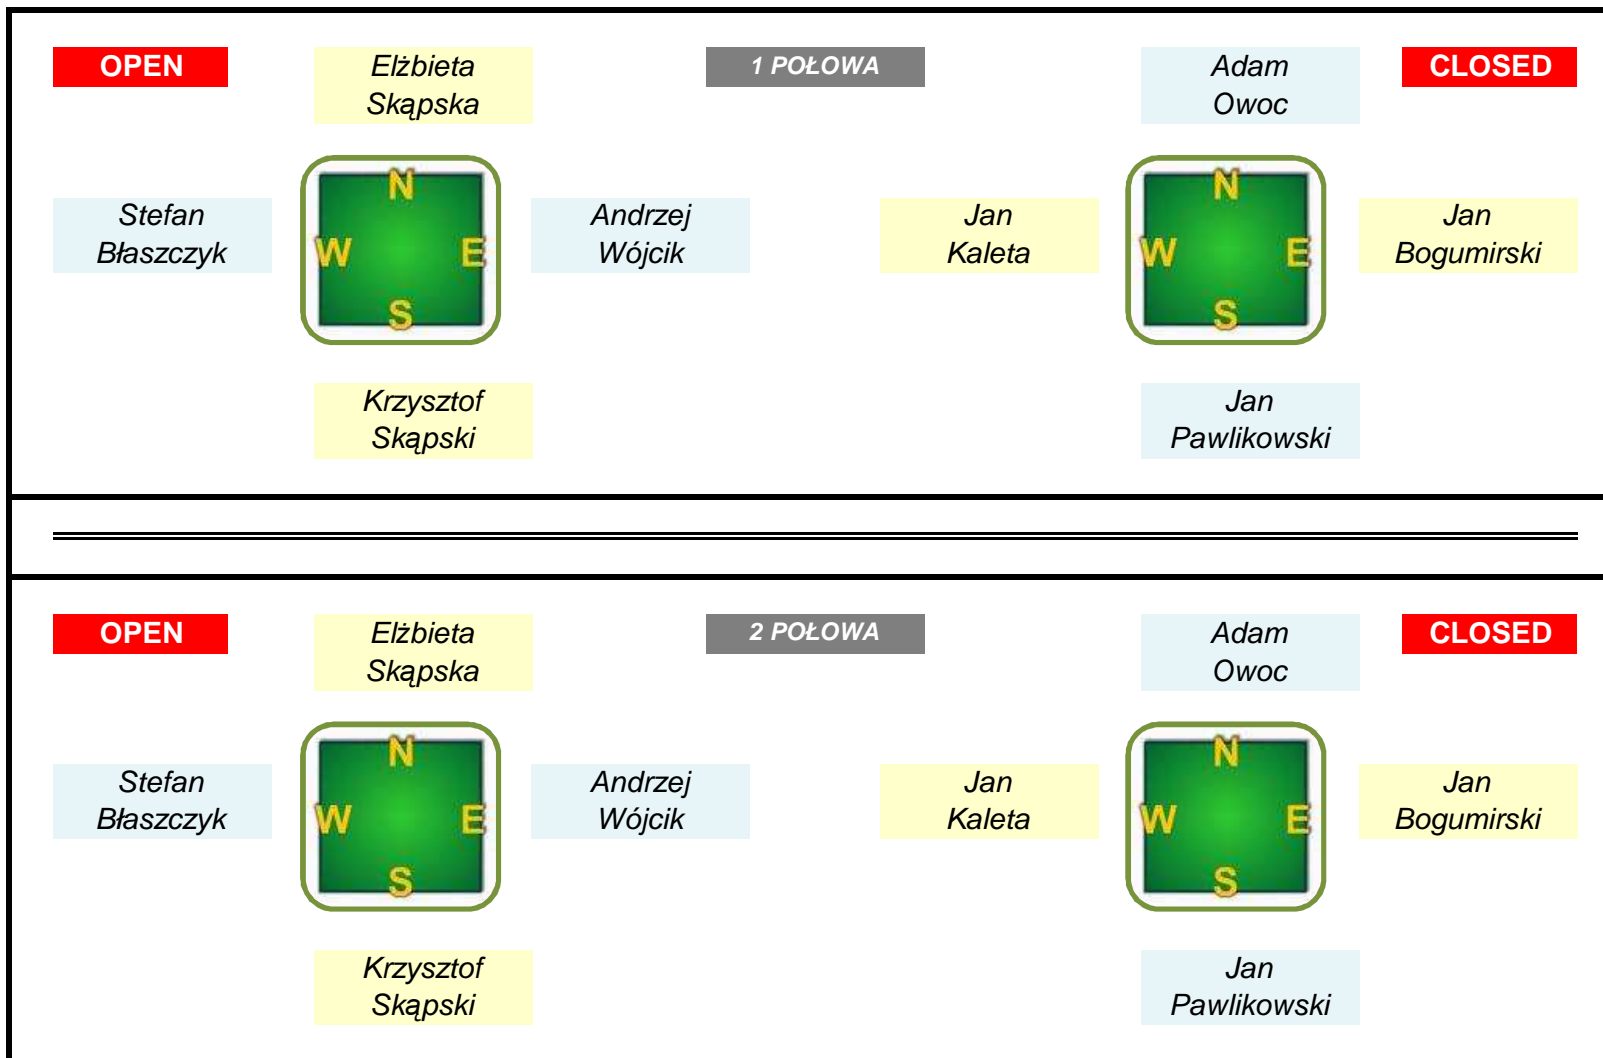 OPEN
Elżbieta
Skąpska
1 POŁOWA
Adam
Owoc
CLOSED
Stefan
Błaszczyk
N
W
E
S
Andrzej
Wójcik
Jan
Kaleta
N
W
E
S
Jan
Bogumirski
Krzysztof
Skąpski
Jan
Pawlikowski
OPEN
Elżbieta
Skąpska
2 POŁOWA
Adam
Owoc
CLOSED
Stefan
Błaszczyk
N
W
E
S
Andrzej
Wójcik
Jan
Kaleta
N
W
E
S
Jan
Bogumirski
Krzysztof
Skąpski
Jan
Pawlikowski